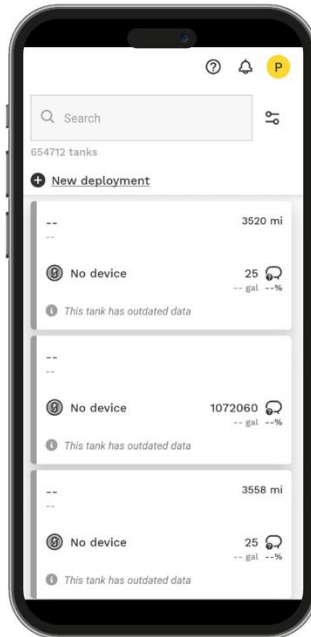 P
Search
654712 tanks
New deployment
-- 3520 mi
--
No device 25
-- gal --%
This tank has outdated data
--
--
No device 1072060
-- gal --%
This tank has outdated data
-- 3558 mi
--
No device 25
-- gal --%
This tank has outdated data